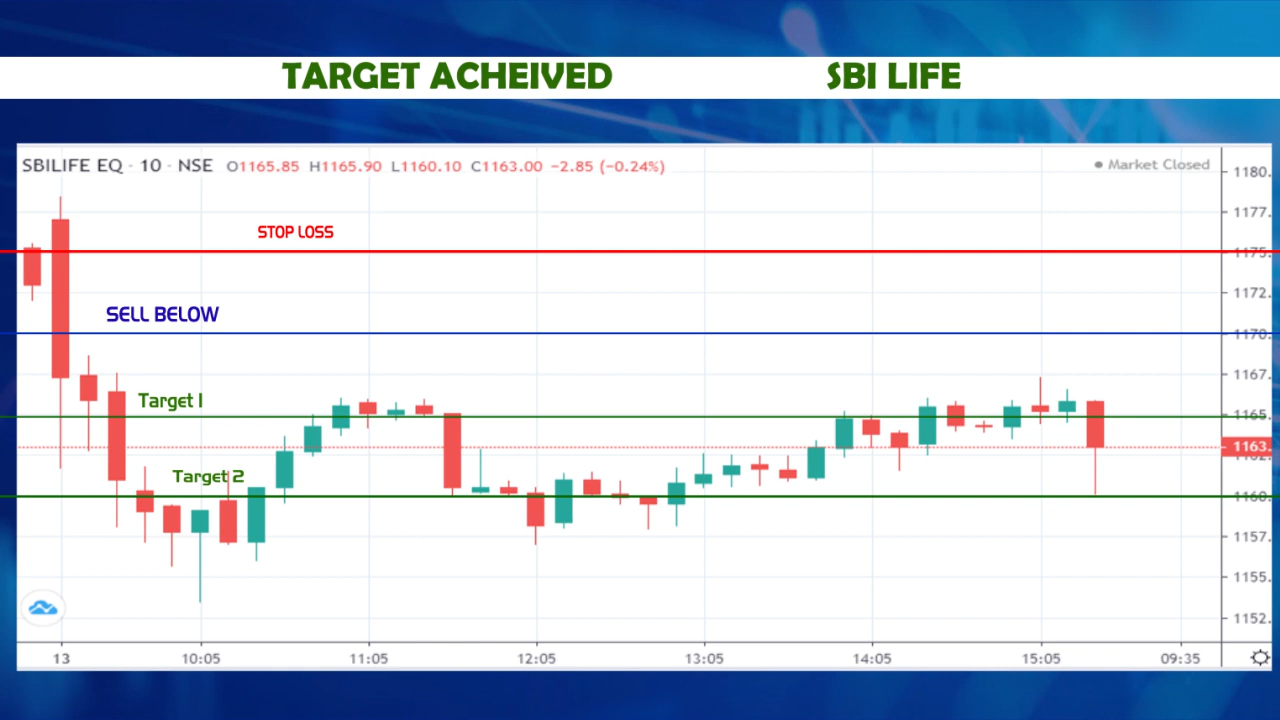 TARGET ACHEIVED SBI LIFE
SBILIFE EQ · 10 · NSE O1165.85 H1165.90 L1160.10 C1163.00 −2.85 (−0.24%)
Market Closed
1180.
1177.
STOP LOSS
1175.
1172.
SELL BELOW
1170.
1167.
Target 1
1165.
1163.
1162.
Target 2
1160.
1157.
1155.
1152.
13 10:05 11:05 12:05 13:05 14:05 15:05 09:35